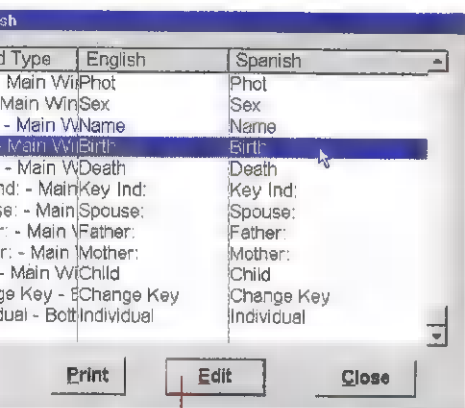 sh
d Type English Spanish
Main Wi Phot Phot
Main Win Sex Sex
- Main W Name Name
- Main Wi Birth Birth
- Main W Death Death
nd: - Main Key Ind: Key Ind:
se: - Main Spouse: Spouse:
r: - Main Father: Father:
r: - Main Mother: Mother:
- Main Wi Child Child
ge Key - E Change Key Change Key
dual - Bott Individual Individual
Print Edit Close